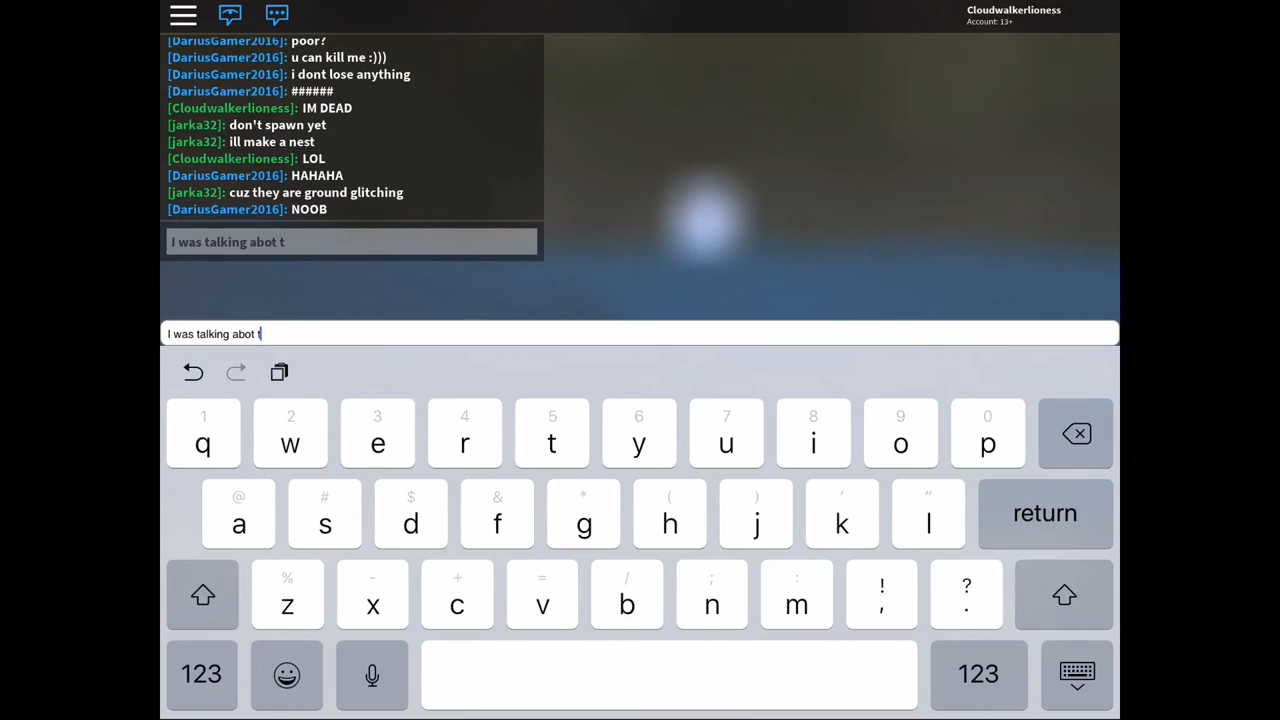 Cloudwalkerlioness
Account: 13+
[DariusGamer2016]: poor?
[DariusGamer2016]: u can kill me :)))
[DariusGamer2016]: i dont lose anything
[DariusGamer2016]: ######
[Cloudwalkerlioness]: IM DEAD
[jarka32]: don't spawn yet
[jarka32]: ill make a nest
[Cloudwalkerlioness]: LOL
[DariusGamer2016]: HAHAHA
[jarka32]: cuz they are ground glitching
[DariusGamer2016]: NOOB
I was talking abot t
I was talking abot t
1 2 3 4 5 6 7 8 9 0
q w e r t y u i o p
@ # $ & * ( ) ' "
a s d f g h j k l return
% - + = / ; : ! ?
z x c v b n m , .
123 123